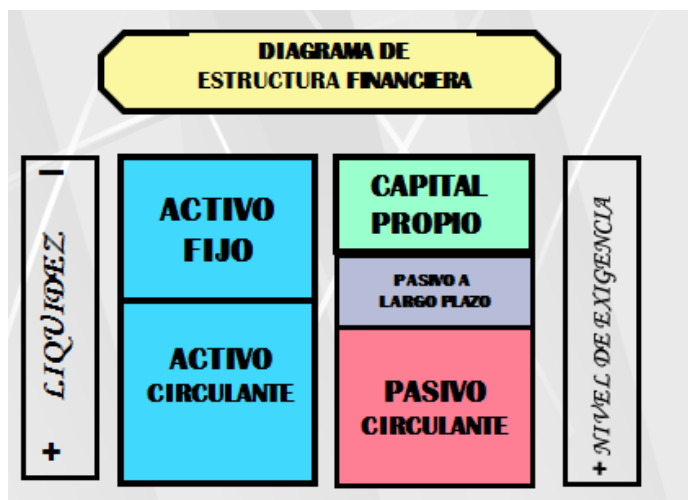 DIAGRAMA DE
ESTRUCTURA FINANCIERA
+ LIQUIDEZ –
ACTIVO
FIJO
ACTIVO
CIRCULANTE
CAPITAL
PROPIO
PASIVO A
LARGO PLAZO
PASIVO
CIRCULANTE
+ NIVEL DE EXIGENCIA